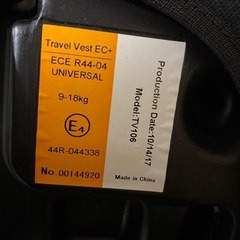 Travel Vest EC+
ECE R44-04
UNIVERSAL
9-18kg
E4
44R-044338
No.00144920
Production Date:10/14/17
Model:TV106
Made in China